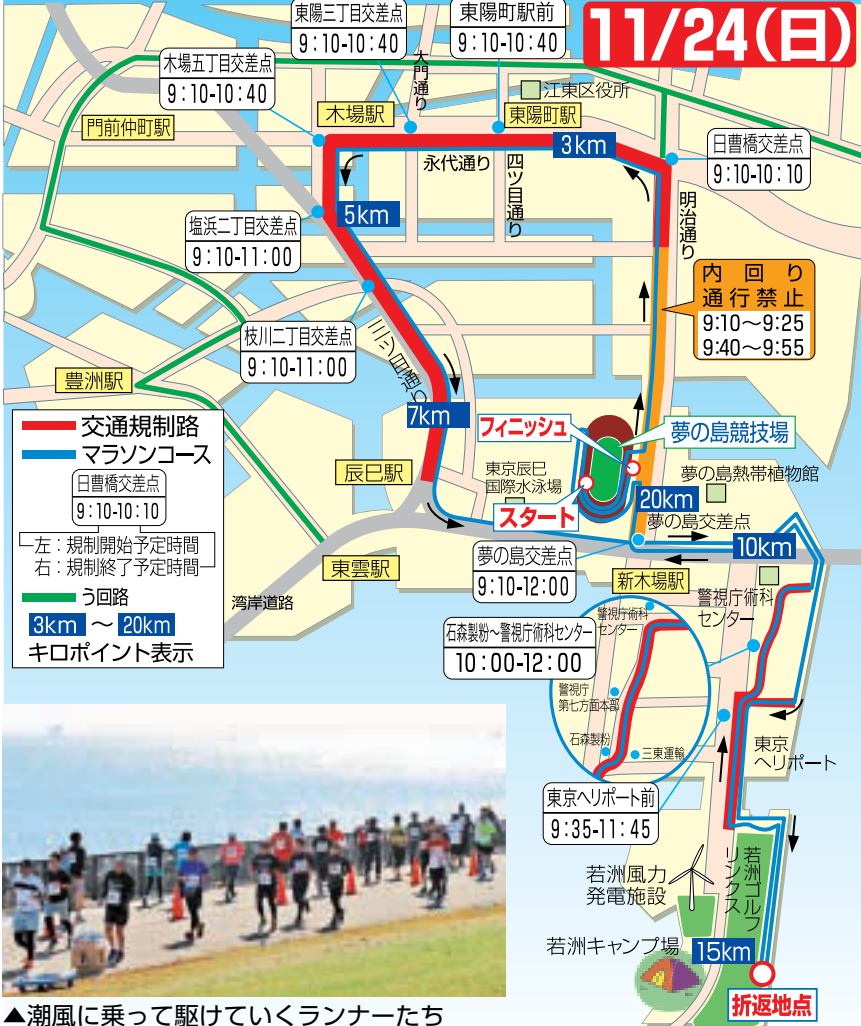 11/24(日)
東陽三丁目交差点
9:10-10:40
東陽町駅前
9:10-10:40
木場五丁目交差点
9:10-10:40
大門通り
江東区役所
木場駅
東陽町駅
門前仲町駅
3km
日曹橋交差点
9:10-10:10
永代通り
四ツ目通り
明治通り
5km
塩浜二丁目交差点
9:10-11:00
内回り
通行禁止
9:10～9:25
9:40～9:55
枝川二丁目交差点
9:10-11:00
三ツ目通り
豊洲駅
7km
フィニッシュ
夢の島競技場
交通規制路
マラソンコース
日曹橋交差点
9:10-10:10
左：規制開始予定時間
右：規制終了予定時間
う回路
3km ～ 20km
キロポイント表示
辰巳駅
東京辰巳
国際水泳場
スタート
夢の島熱帯植物館
20km
夢の島交差点
10km
夢の島交差点
9:10-12:00
東雲駅
新木場駅
湾岸道路
警視庁術科
センター
石森製粉～警視庁術科センター
10:00-12:00
警視庁術科
センター
警視庁
第七方面本部
石森製粉
三東運輸
東京
ヘリポート
東京ヘリポート前
9:35-11:45
若洲風力
発電施設
若洲ゴルフ
リンクス
若洲キャンプ場
15km
折返地点
▲潮風に乗って駆けていくランナーたち